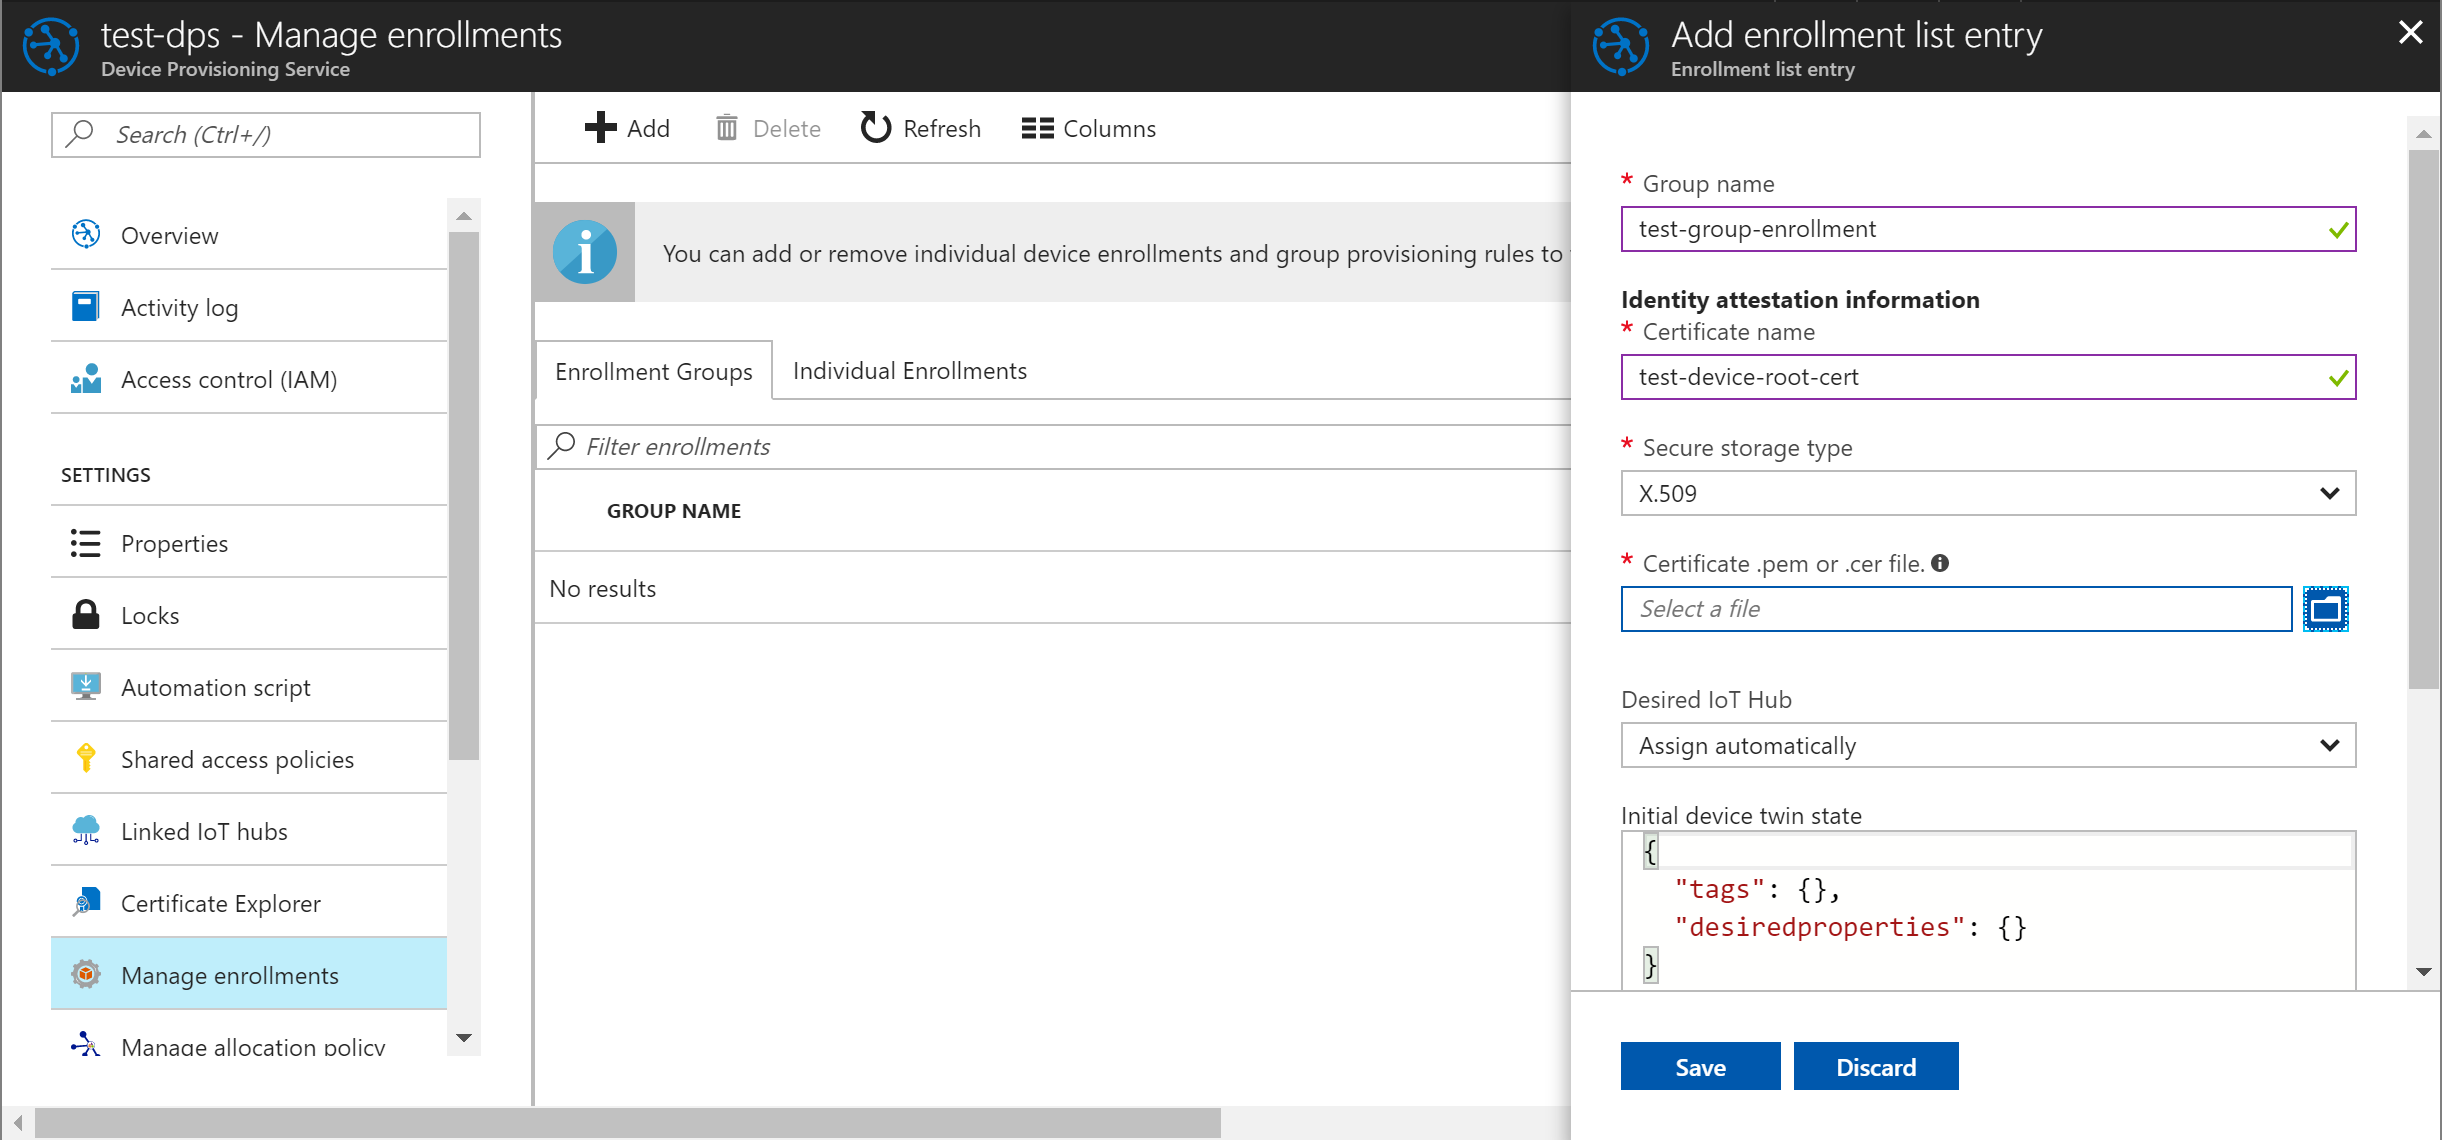 test-dps - Manage enrollments
Device Provisioning Service
Search (Ctrl+/)
Overview
Activity log
Access control (IAM)
SETTINGS
Properties
Locks
Automation script
Shared access policies
Linked IoT hubs
Certificate Explorer
Manage enrollments
Manage allocation policy
Add
Delete
Refresh
Columns
You can add or remove individual device enrollments and group provisioning rules to
Enrollment Groups
Individual Enrollments
Filter enrollments
GROUP NAME
No results
Add enrollment list entry
Enrollment list entry
* Group name
test-group-enrollment
Identity attestation information
* Certificate name
test-device-root-cert
* Secure storage type
X.509
* Certificate .pem or .cer file.
Select a file
Desired IoT Hub
Assign automatically
Initial device twin state
{
"tags": {},
"desiredproperties": {}
}
Save
Discard